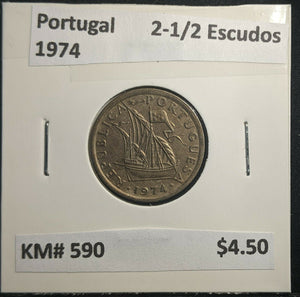 Portugal 2-1/2 Escudos
1974
REPUBLICA PORTUGUESA
1974
KM# 590 $4.50